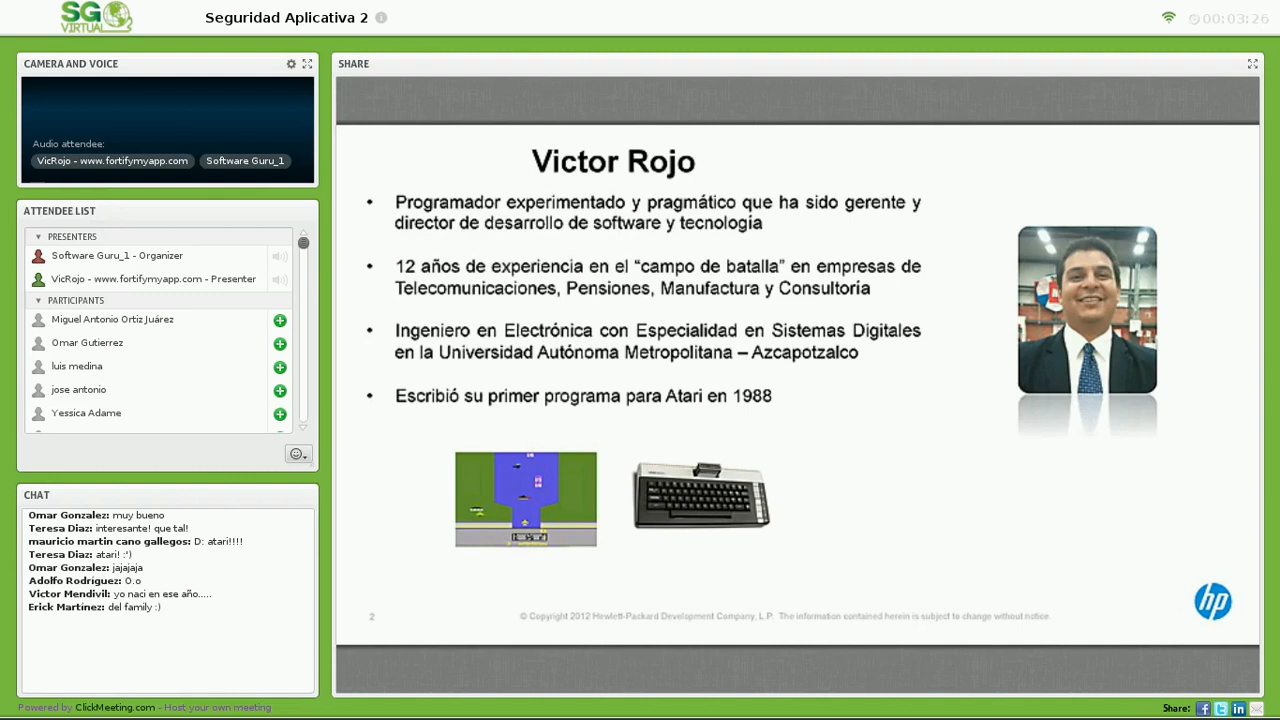 SG
VIRTUAL
Seguridad Aplicativa 2
00:03:26
CAMERA AND VOICE
Audio attendee:
VicRojo - www.fortifymyapp.com
Software Guru_1
ATTENDEE LIST
PRESENTERS
Software Guru_1 - Organizer
VicRojo - www.fortifymyapp.com - Presenter
PARTICIPANTS
Miguel Antonio Ortiz Juárez
Omar Gutierrez
luis medina
jose antonio
Yessica Adame
CHAT
Omar Gonzalez: muy bueno
Teresa Diaz: interesante! que tal!
mauricio martin cano gallegos: D: atari!!!!
Teresa Diaz: atari! :')
Omar Gonzalez: jajajaja
Adolfo Rodríguez: O.o
Victor Mendivil: yo naci en ese año.....
Erick Martínez: del family :)
SHARE
Victor Rojo
• Programador experimentado y pragmático que ha sido gerente y
director de desarrollo de software y tecnología
• 12 años de experiencia en el “campo de batalla” en empresas de
Telecomunicaciones, Pensiones, Manufactura y Consultoría
• Ingeniero en Electrónica con Especialidad en Sistemas Digitales
en la Universidad Autónoma Metropolitana – Azcapotzalco
• Escribió su primer programa para Atari en 1988
2
© Copyright 2012 Hewlett-Packard Development Company, L.P. The information contained herein is subject to change without notice.
hp
Powered by ClickMeeting.com - Host your own meeting
Share: